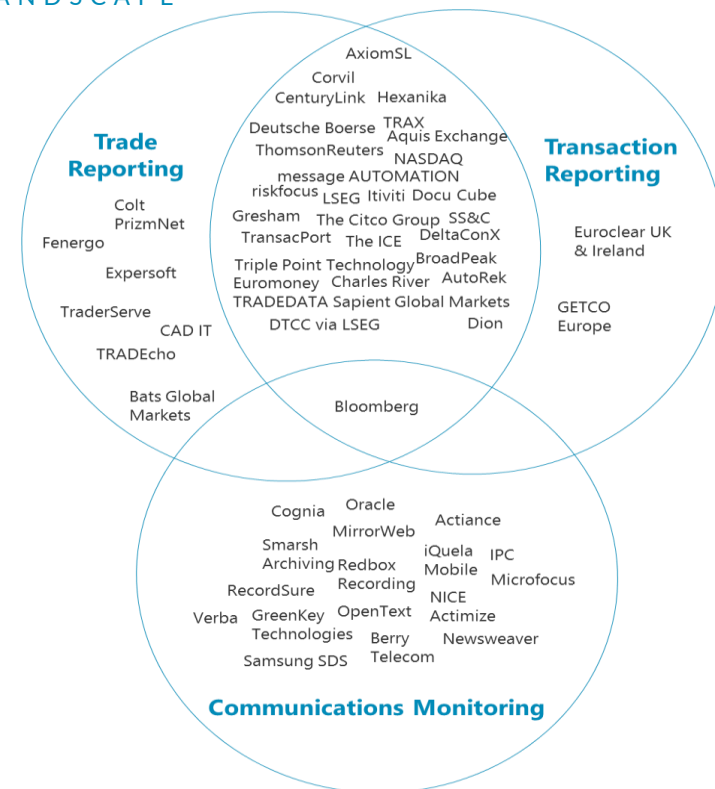 ANDSCAPE
AxiomSL
Corvil
CenturyLink Hexanika
Deutsche Boerse TRAX
Aquis Exchange
ThomsonReuters
NASDAQ
message AUTOMATION
riskfocus LSEG Itiviti Docu Cube
Gresham The Citco Group SS&C
TransacPort The ICE DeltaConX
Triple Point Technology BroadPeak
Euromoney Charles River AutoRek
TRADEDATA Sapient Global Markets
DTCC via LSEG Dion
Trade
Reporting
Colt
PrizmNet
Fenergo
Expersoft
TraderServe
CAD IT
TRADEcho
Bats Global
Markets
Transaction
Reporting
Euroclear UK
& Ireland
GETCO
Europe
Bloomberg
Cognia
Oracle
MirrorWeb
Actiance
Smarsh
Archiving
Redbox
Recording
iQuela
Mobile
IPC
Microfocus
RecordSure
NICE
Actimize
Verba
GreenKey
Technologies
OpenText
Berry
Telecom
Newsweaver
Samsung SDS
Communications Monitoring